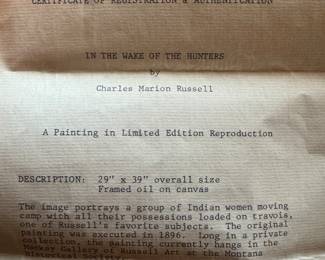 CERTIFICATE OF REGISTRATION & AUTHENTICATION
IN THE WAKE OF THE HUNTERS
by
Charles Marion Russell
A Painting in Limited Edition Reproduction
DESCRIPTION: 29" x 39" overall size
Framed oil on canvas
The image portrays a group of Indian women moving
camp with all their possessions loaded on travois,
one of Russell's favorite subjects. The original
painting was executed in 1896. Long in a private
collection, the painting currently hangs in the
Mackay Gallery of Russell Art at the Montana
Historical Society.